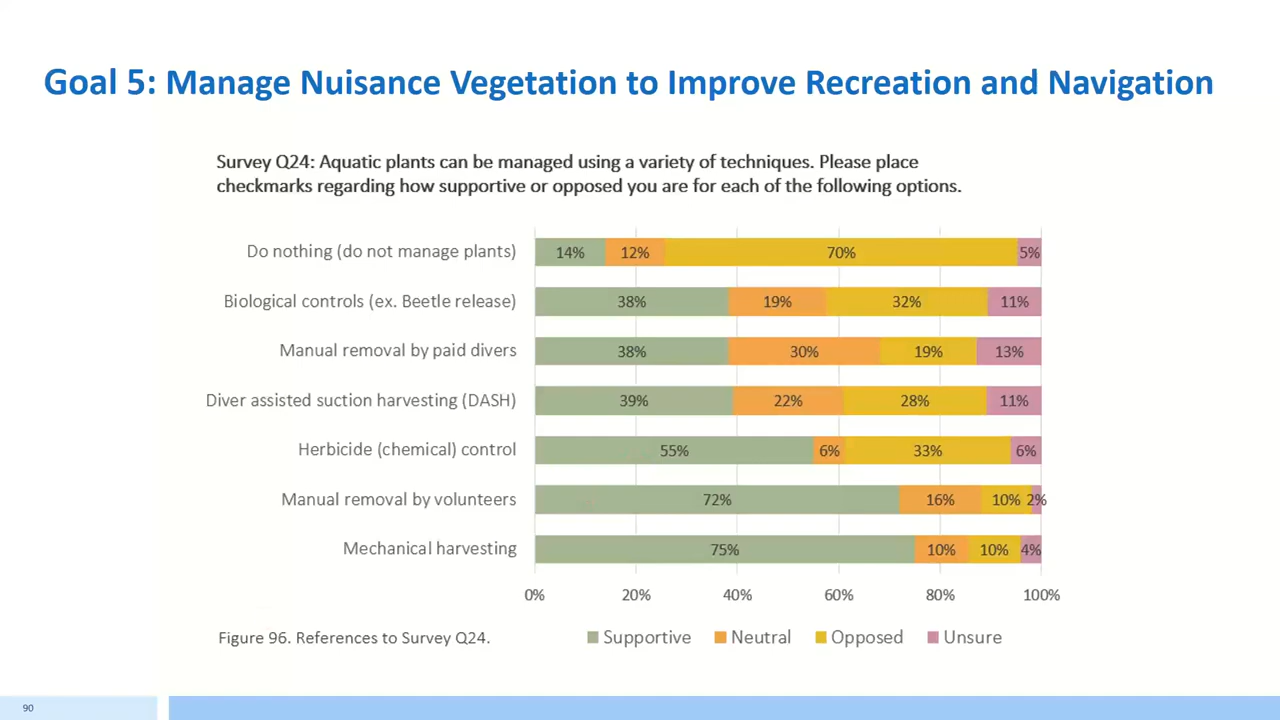 Goal 5: Manage Nuisance Vegetation to Improve Recreation and Navigation
Survey Q24: Aquatic plants can be managed using a variety of techniques. Please place
checkmarks regarding how supportive or opposed you are for each of the following options.
Do nothing (do not manage plants) 14% 12% 70% 5%
Biological controls (ex. Beetle release) 38% 19% 32% 11%
Manual removal by paid divers 38% 30% 19% 13%
Diver assisted suction harvesting (DASH) 39% 22% 28% 11%
Herbicide (chemical) control 55% 6% 33% 6%
Manual removal by volunteers 72% 16% 10% 2%
Mechanical harvesting 75% 10% 10% 4%
0% 20% 40% 60% 80% 100%
Figure 96. References to Survey Q24. Supportive Neutral Opposed Unsure
90